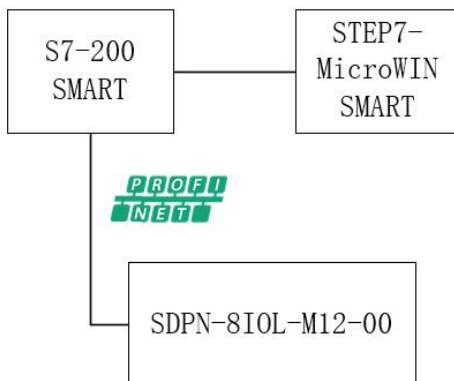 S7-200
SMART
STEP7-
MicroWIN
SMART
PROFI
NET
SDPN-8IOL-M12-00